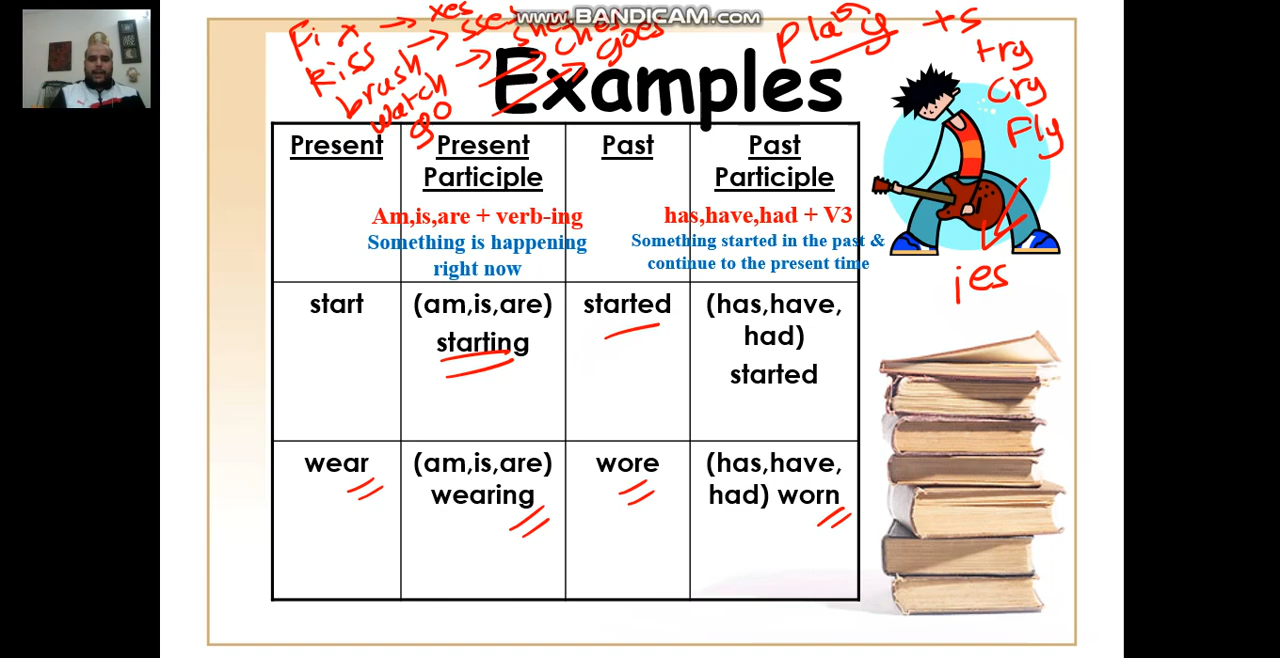 www.BANDICAM.com
Fix → xes
kiss → sses
brush → shes
watch → ches
go → goes
play +s
try
cry
Fly
ies
Examples
Present
Present Participle
Am,is,are + verb-ing
Something is happening
right now
Past
Past Participle
has,have,had + V3
Something started in the past &
continue to the present time
start
(am,is,are)
starting
started
(has,have,
had)
started
wear
(am,is,are)
wearing
wore
(has,have,
had) worn